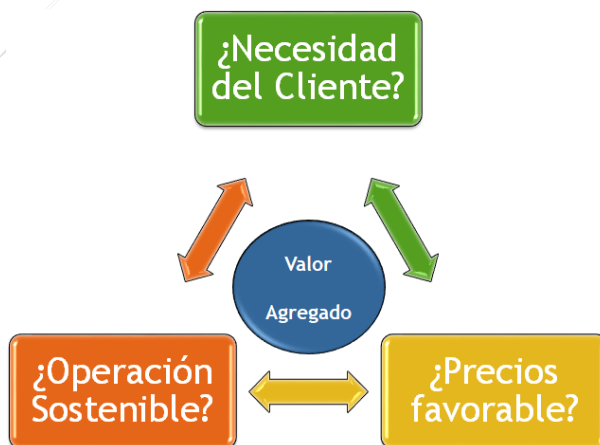 ¿Necesidad
del Cliente?
Valor
Agregado
¿Operación
Sostenible?
¿Precios
favorable?